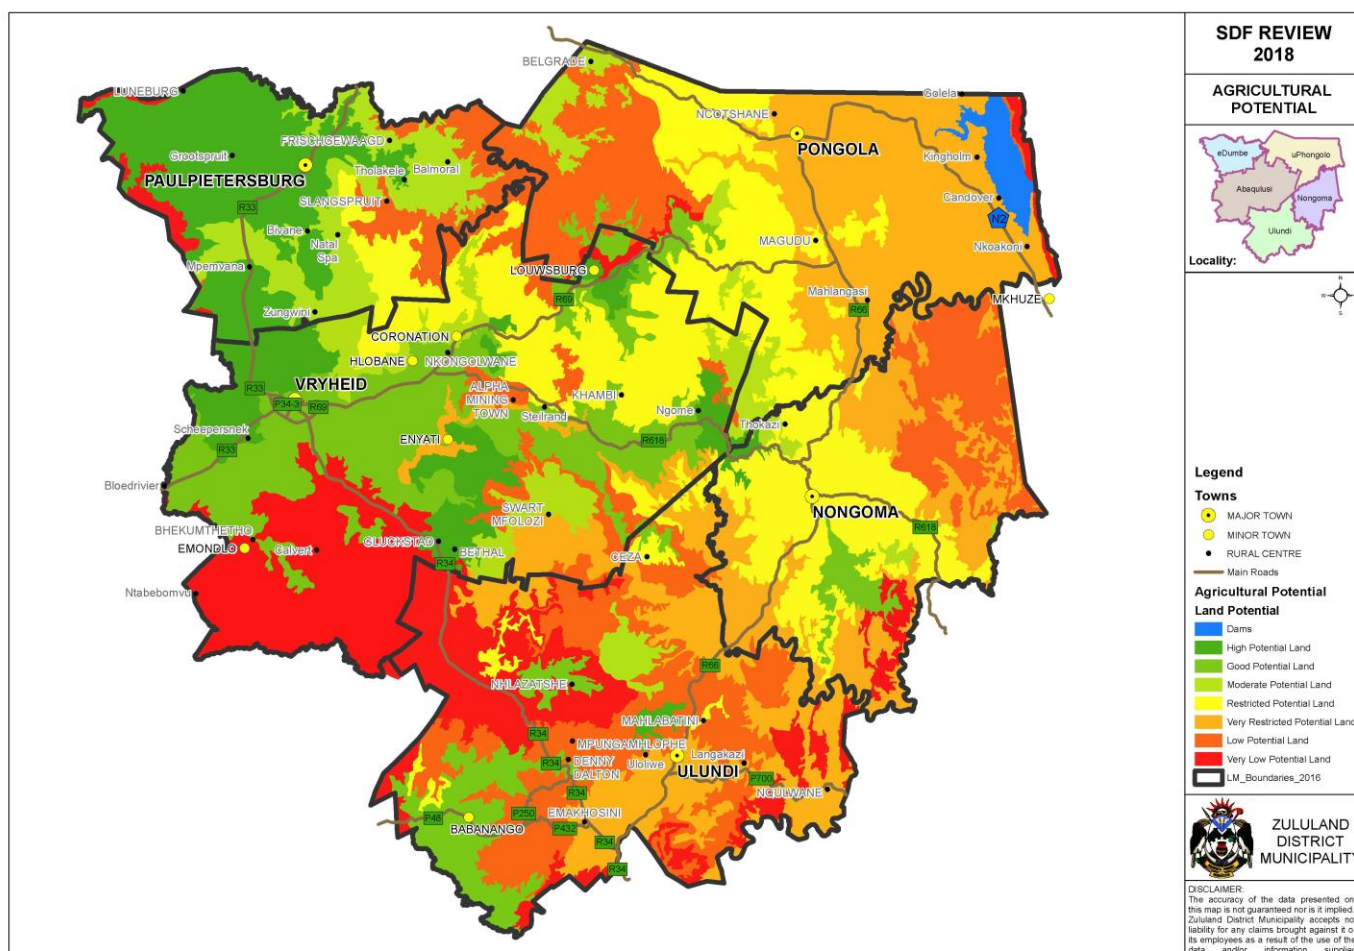 SDF REVIEW
2018
AGRICULTURAL
POTENTIAL
eDumbe
uPhongolo
Abaqulusi
Nongoma
Ulundi
Locality:
N
W
S
BELGRADE
LUNEBURG
Golela
NCOTSHANE
PONGOLA
FRISCHGEWAAGD
Grootspruit
Tholakele
Balmoral
Kingholm
PAULPIETERSBURG
SLANGSPRUIT
Candover
R33
N2
Bivane
Natal
Spa
MAGUDU
Nkoakoni
Mpemvana
LOUWSBURG
Mahlangasi
MKHUZE
R69
R66
Zungwini
CORONATION
HLOBANE
NKONGOLWANE
R33
VRYHEID
ALPHA
MINING
TOWN
KHAMBI
P34-3
R69
Steilrand
Ngome
Scheepersnek
Thokazi
R33
ENYATI
R618
Bloedrivier
NONGOMA
SWART
MFOLOZI
R618
BHEKUMTHETHO
EMONDLO
Calvert
GLUCKSTAD
BETHAL
CEZA
R34
Ntabebomvu
R66
NHLAZATSHE
MAHLABATINI
R34
MPUNGAMHLOPHE
Uloliwe
Langakazi
R34
DENNY
DALTON
ULUNDI
P700
NQULWANE
R34
P48
P250
EMAKHOSINI
BABANANGO
P432
R34
R34
Legend
Towns
MAJOR TOWN
MINOR TOWN
RURAL CENTRE
Main Roads
Agricultural Potential
Land Potential
Dams
High Potential Land
Good Potential Land
Moderate Potential Land
Restricted Potential Land
Very Restricted Potential Land
Low Potential Land
Very Low Potential Land
LM_Boundaries_2016
ZULULAND
DISTRICT
MUNICIPALITY
DISCLAIMER:
The accuracy of the data presented on
this map is not guaranteed nor is it implied.
Zululand District Municipality accepts no
liability for any claims brought against it o
its employees as a result of the use of the
data and/or information supplied